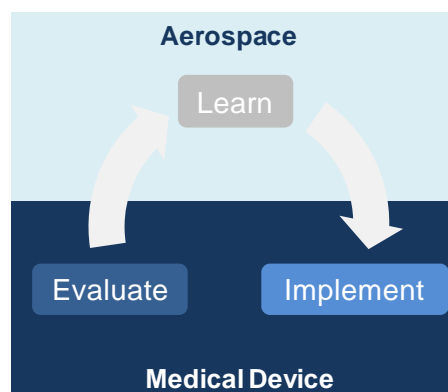 Aerospace
Learn
Evaluate
Implement
Medical Device